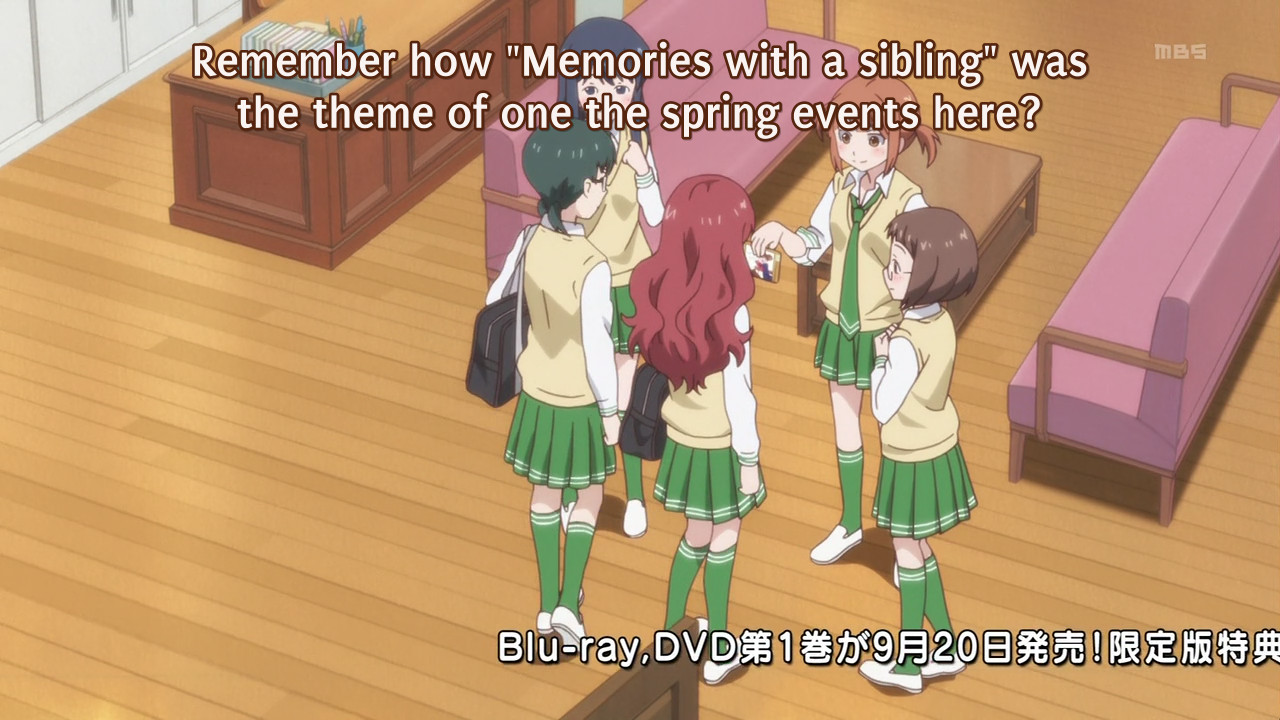 Remember how "Memories with a sibling" was
MBS
the theme of one the spring events here?
Blu-ray,DVD第1巻が9月20日発売!限定版特典